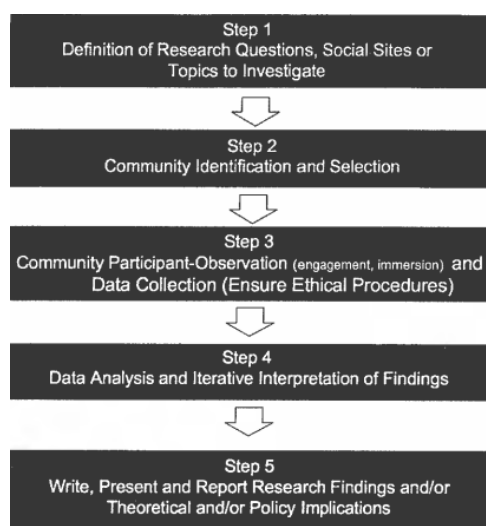 Step 1
Definition of Research Questions, Social Sites or
Topics to Investigate
Step 2
Community Identification and Selection
Step 3
Community Participant-Observation (engagement, immersion) and
Data Collection (Ensure Ethical Procedures)
Step 4
Data Analysis and Iterative Interpretation of Findings
Step 5
Write, Present and Report Research Findings and/or
Theoretical and/or Policy Implications